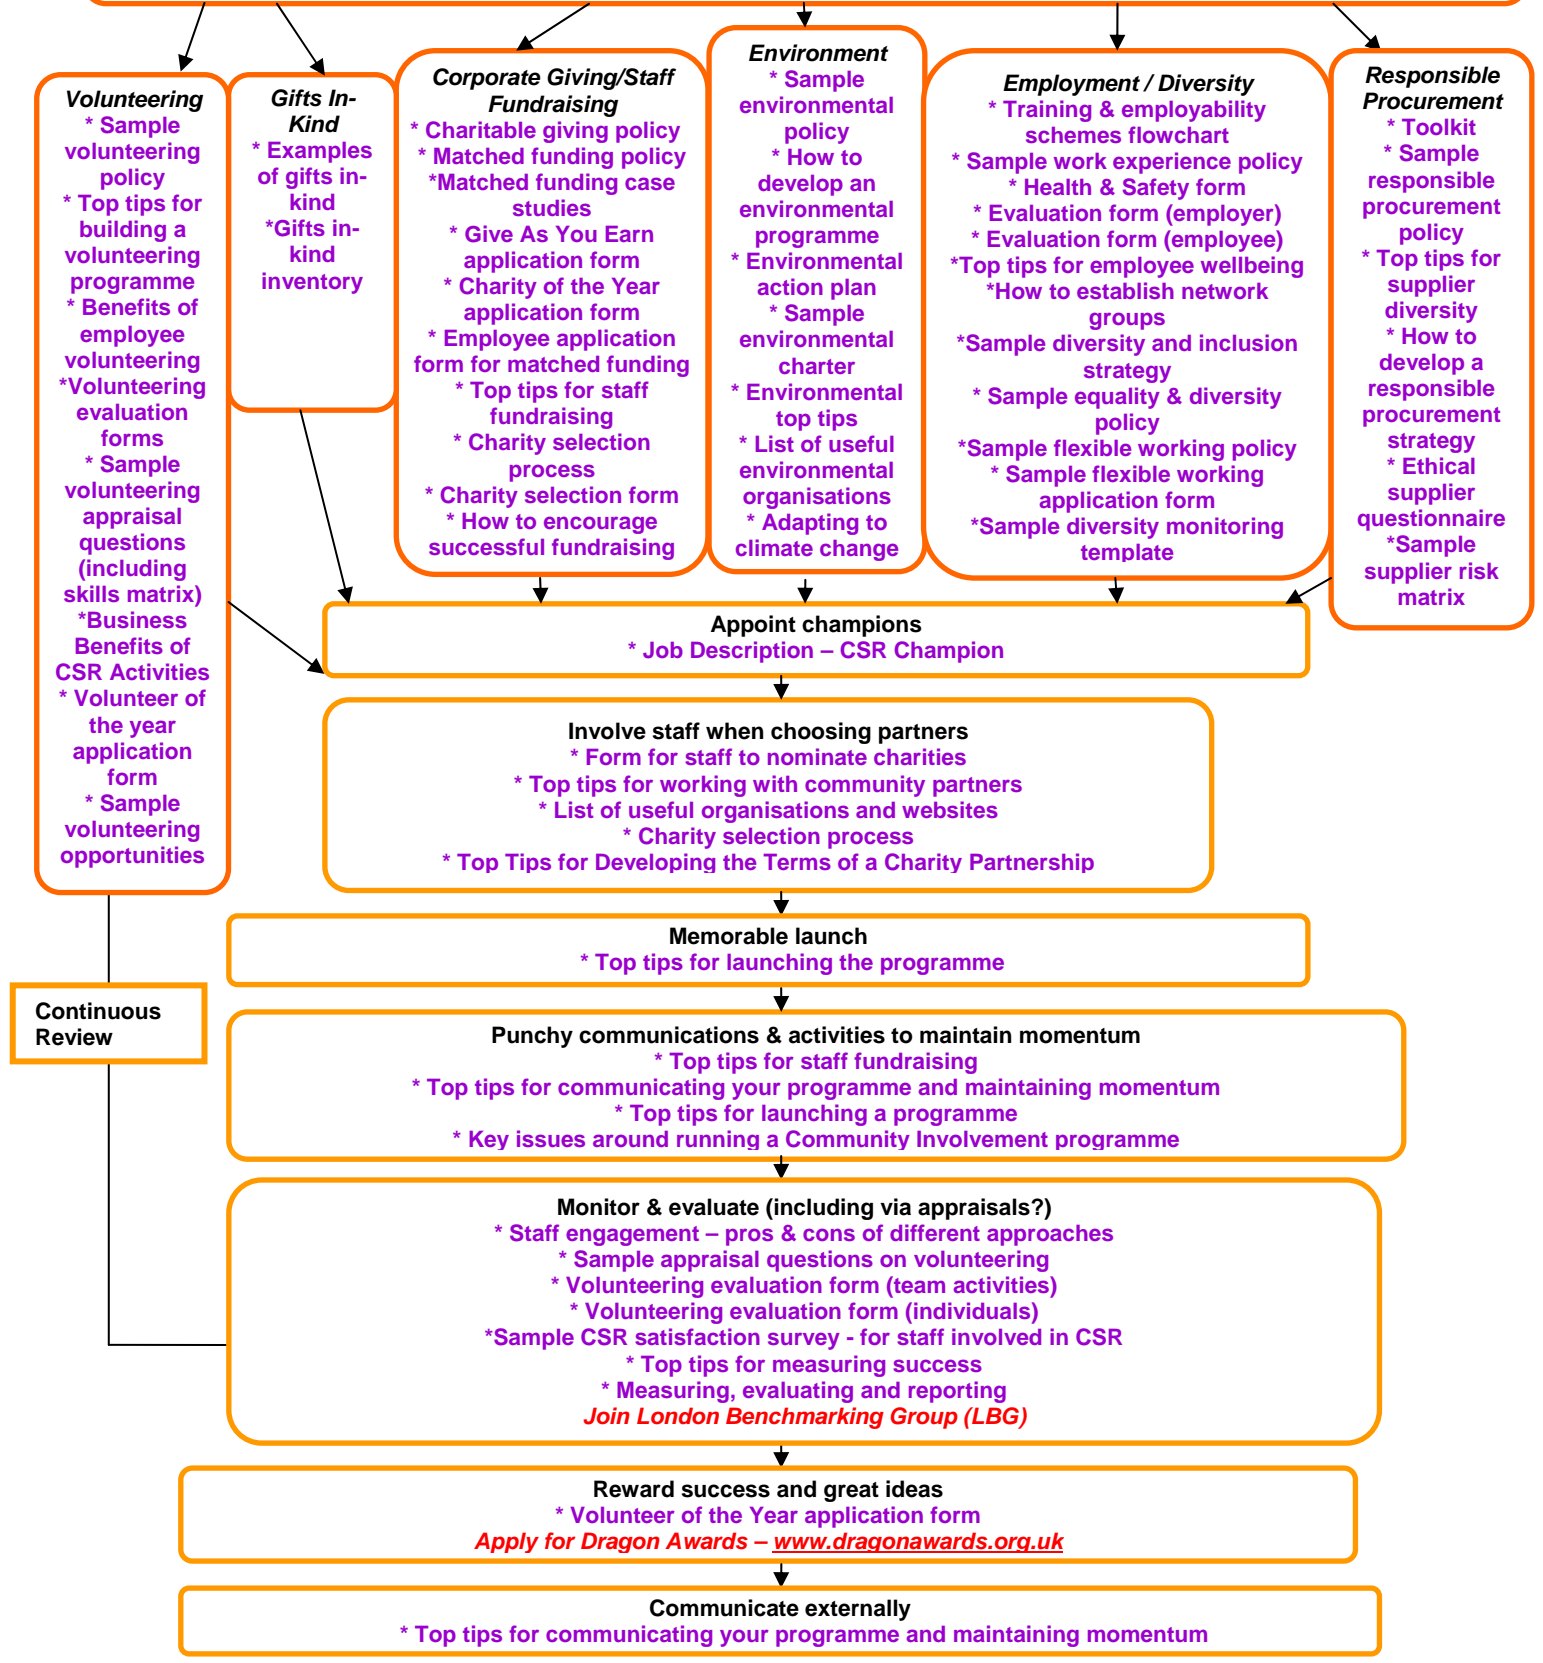 Volunteering
* Sample
volunteering
policy
* Top tips for
building a
volunteering
programme
* Benefits of
employee
volunteering
*Volunteering
evaluation
forms
* Sample
volunteering
appraisal
questions
(including
skills matrix)
*Business
Benefits of
CSR Activities
* Volunteer of
the year
application
form
* Sample
volunteering
opportunities
Gifts In-
Kind
* Examples
of gifts in-
kind
*Gifts in-
kind
inventory
Corporate Giving/Staff
Fundraising
* Charitable giving policy
* Matched funding policy
*Matched funding case
studies
* Give As You Earn
application form
* Charity of the Year
application form
* Employee application
form for matched funding
* Top tips for staff
fundraising
* Charity selection
process
* Charity selection form
* How to encourage
successful fundraising
Environment
* Sample
environmental
policy
* How to
develop an
environmental
programme
* Environmental
action plan
* Sample
environmental
charter
* Environmental
top tips
* List of useful
environmental
organisations
* Adapting to
climate change
Employment / Diversity
* Training & employability
schemes flowchart
* Sample work experience policy
* Health & Safety form
* Evaluation form (employer)
* Evaluation form (employee)
*Top tips for employee wellbeing
*How to establish network
groups
*Sample diversity and inclusion
strategy
* Sample equality & diversity
policy
*Sample flexible working policy
* Sample flexible working
application form
*Sample diversity monitoring
template
Responsible
Procurement
* Toolkit
* Sample
responsible
procurement
policy
* Top tips for
supplier
diversity
* How to
develop a
responsible
procurement
strategy
* Ethical
supplier
questionnaire
*Sample
supplier risk
matrix
Appoint champions
* Job Description – CSR Champion
Involve staff when choosing partners
* Form for staff to nominate charities
* Top tips for working with community partners
* List of useful organisations and websites
* Charity selection process
* Top Tips for Developing the Terms of a Charity Partnership
Memorable launch
* Top tips for launching the programme
Continuous
Review
Punchy communications & activities to maintain momentum
* Top tips for staff fundraising
* Top tips for communicating your programme and maintaining momentum
* Top tips for launching a programme
* Key issues around running a Community Involvement programme
Monitor & evaluate (including via appraisals?)
* Staff engagement – pros & cons of different approaches
* Sample appraisal questions on volunteering
* Volunteering evaluation form (team activities)
* Volunteering evaluation form (individuals)
*Sample CSR satisfaction survey - for staff involved in CSR
* Top tips for measuring success
* Measuring, evaluating and reporting
Join London Benchmarking Group (LBG)
Reward success and great ideas
* Volunteer of the Year application form
Apply for Dragon Awards – www.dragonawards.org.uk
Communicate externally
* Top tips for communicating your programme and maintaining momentum